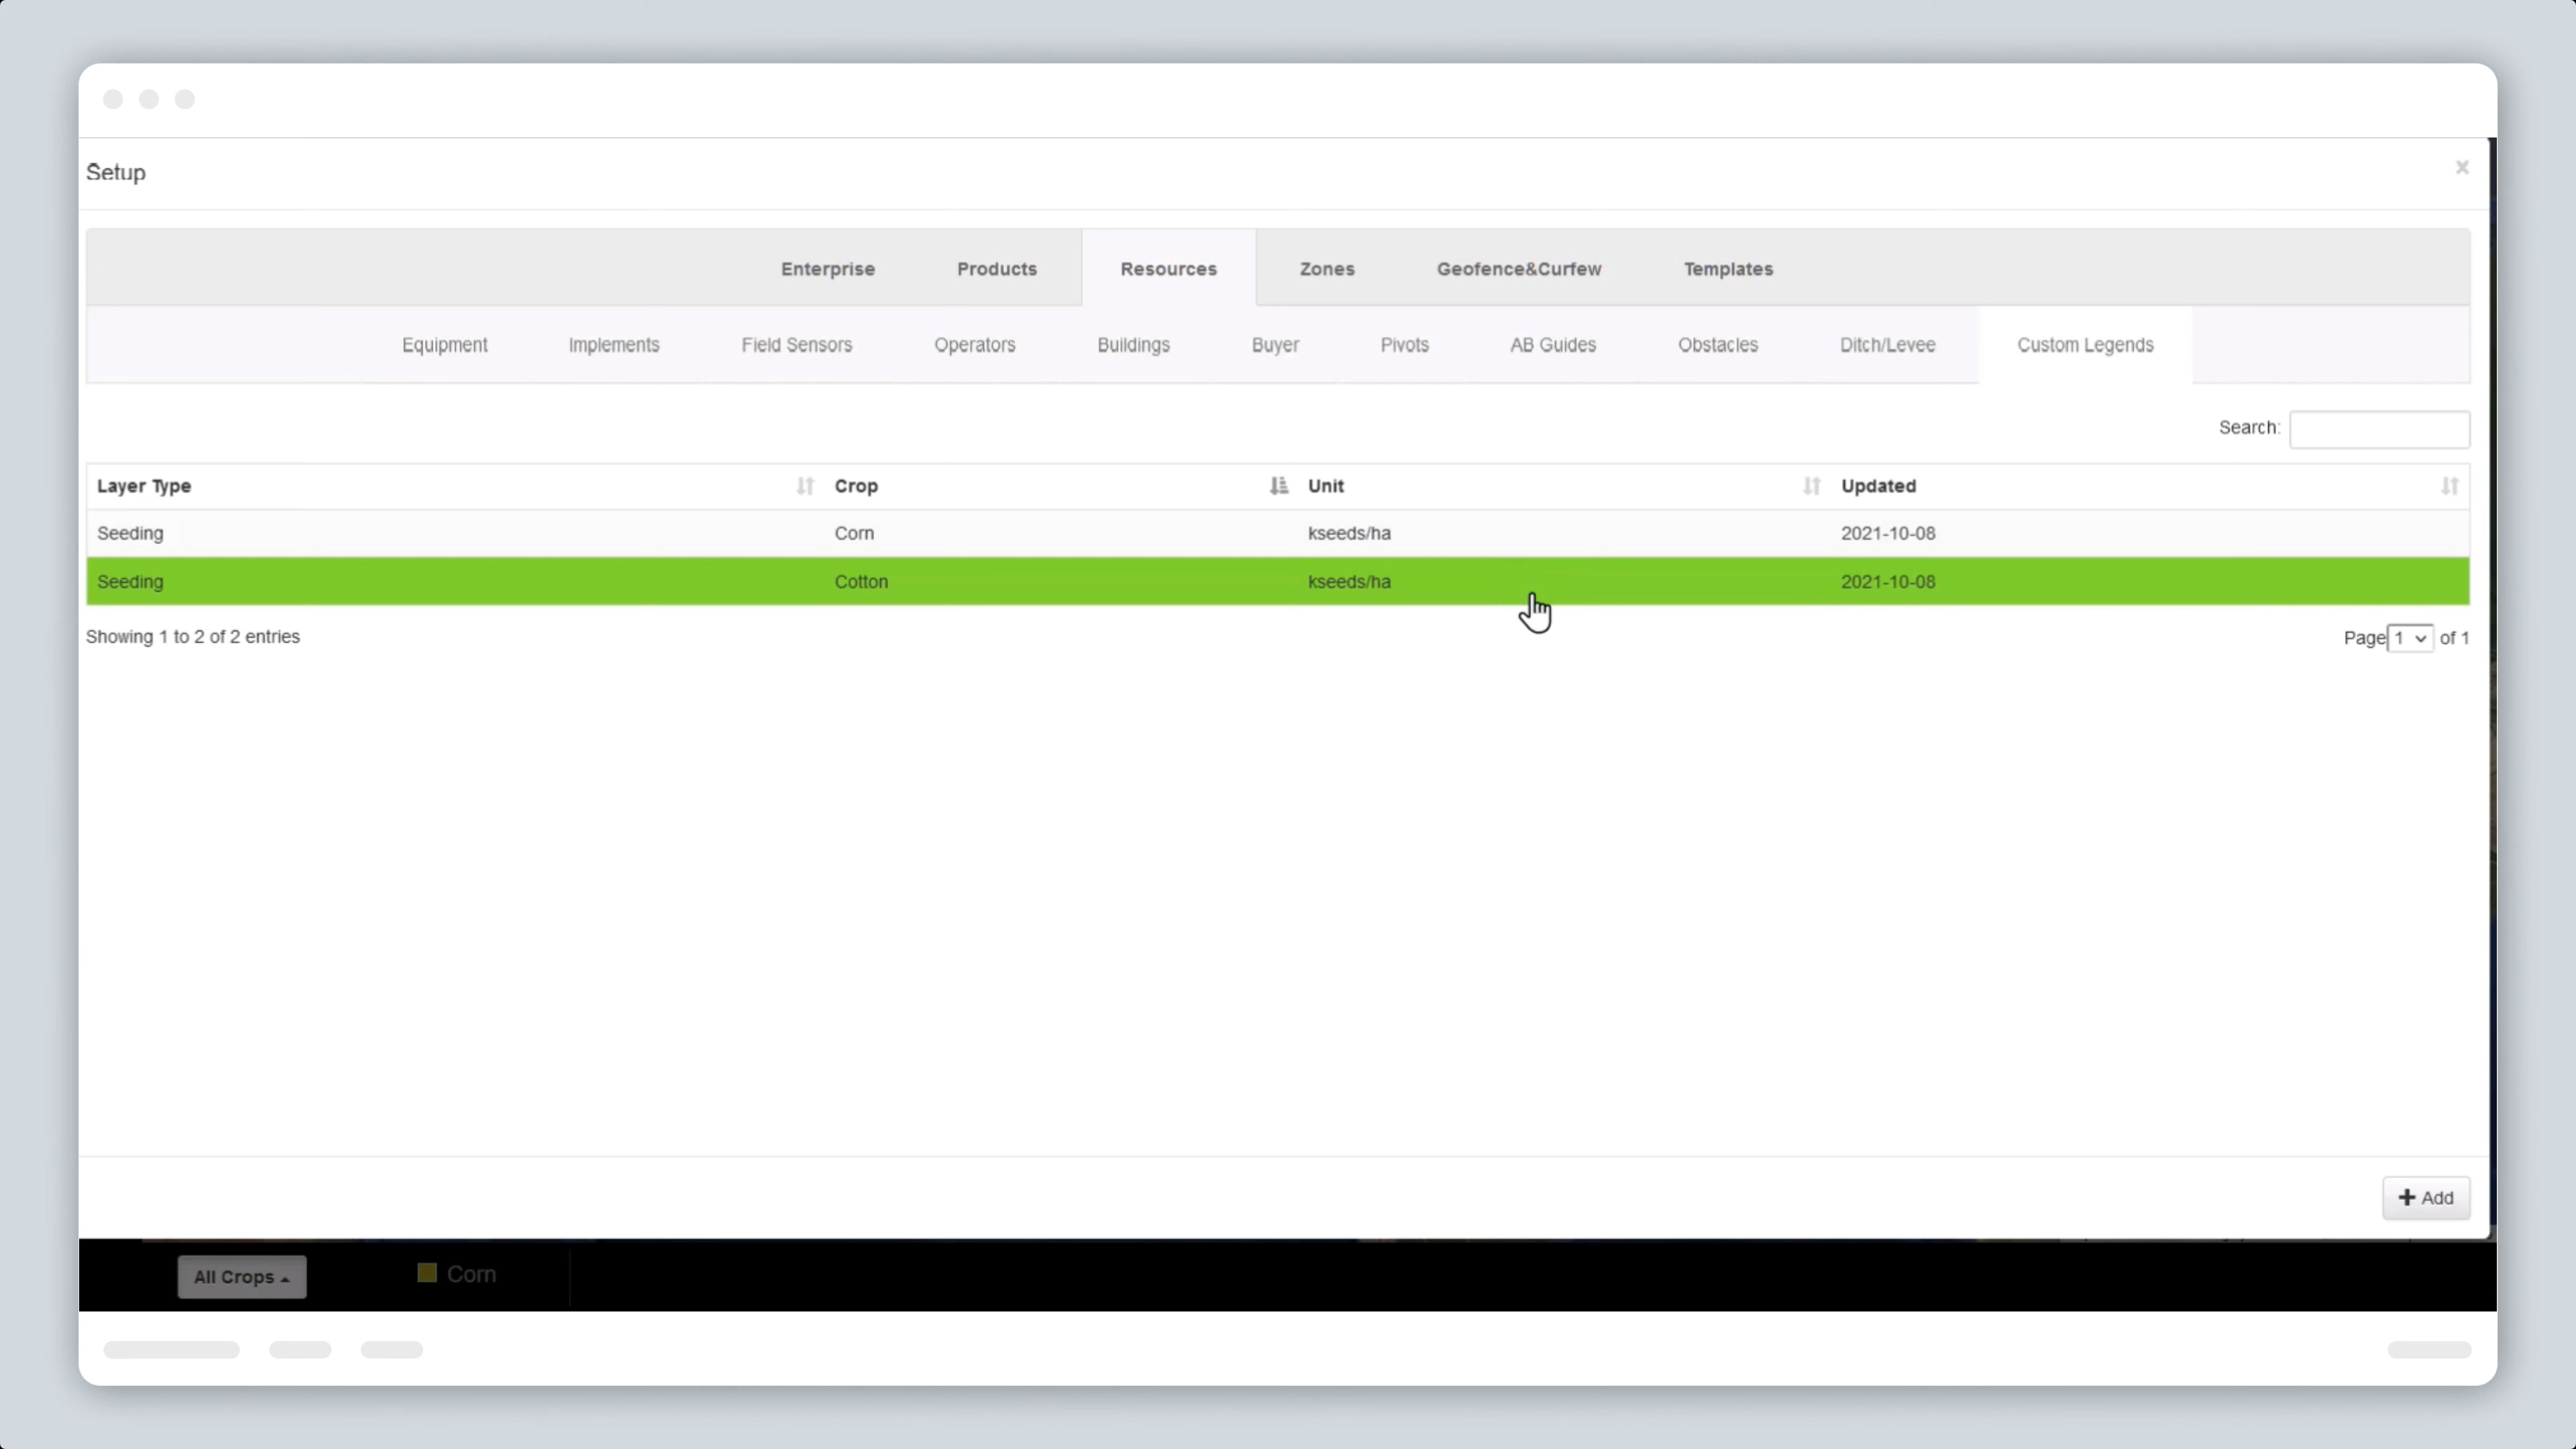 Setup
×
Enterprise Products Resources Zones Geofence&Curfew Templates
Equipment Implements Field Sensors Operators Buildings Buyer Pivots AB Guides Obstacles Ditch/Levee Custom Legends
Search:
Layer Type Crop Unit Updated
Seeding Corn kseeds/ha 2021-10-08
Seeding Cotton kseeds/ha 2021-10-08
Showing 1 to 2 of 2 entries Page 1 of 1
+ Add
All Crops Corn